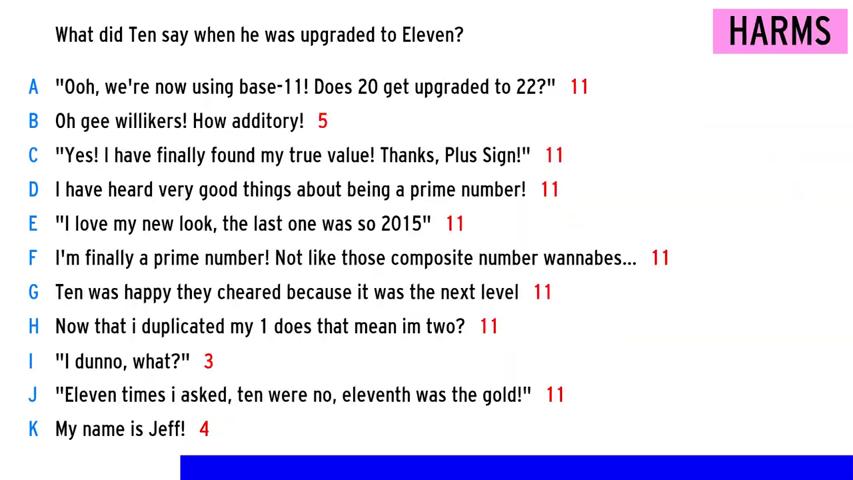 What did Ten say when he was upgraded to Eleven?
HARMS
A "Ooh, we're now using base-11! Does 20 get upgraded to 22?" 11
B Oh gee willikers! How additory! 5
C "Yes! I have finally found my true value! Thanks, Plus Sign!" 11
D I have heard very good things about being a prime number! 11
E "I love my new look, the last one was so 2015" 11
F I'm finally a prime number! Not like those composite number wannabes... 11
G Ten was happy they cheared because it was the next level 11
H Now that i duplicated my 1 does that mean im two? 11
I "I dunno, what?" 3
J "Eleven times i asked, ten were no, eleventh was the gold!" 11
K My name is Jeff! 4